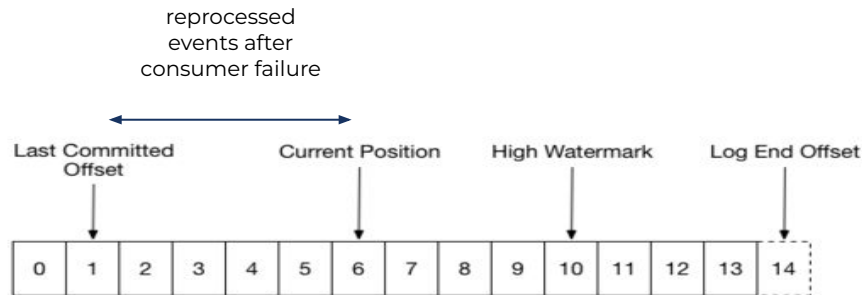 reprocessed
events after
consumer failure
Last Committed
Offset
Current Position
High Watermark
Log End Offset
0 1 2 3 4 5 6 7 8 9 10 11 12 13 14